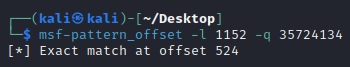 ┌──(kali㉿kali)-[~/Desktop]
└─$ msf-pattern_offset -l 1152 -q 35724134
[*] Exact match at offset 524